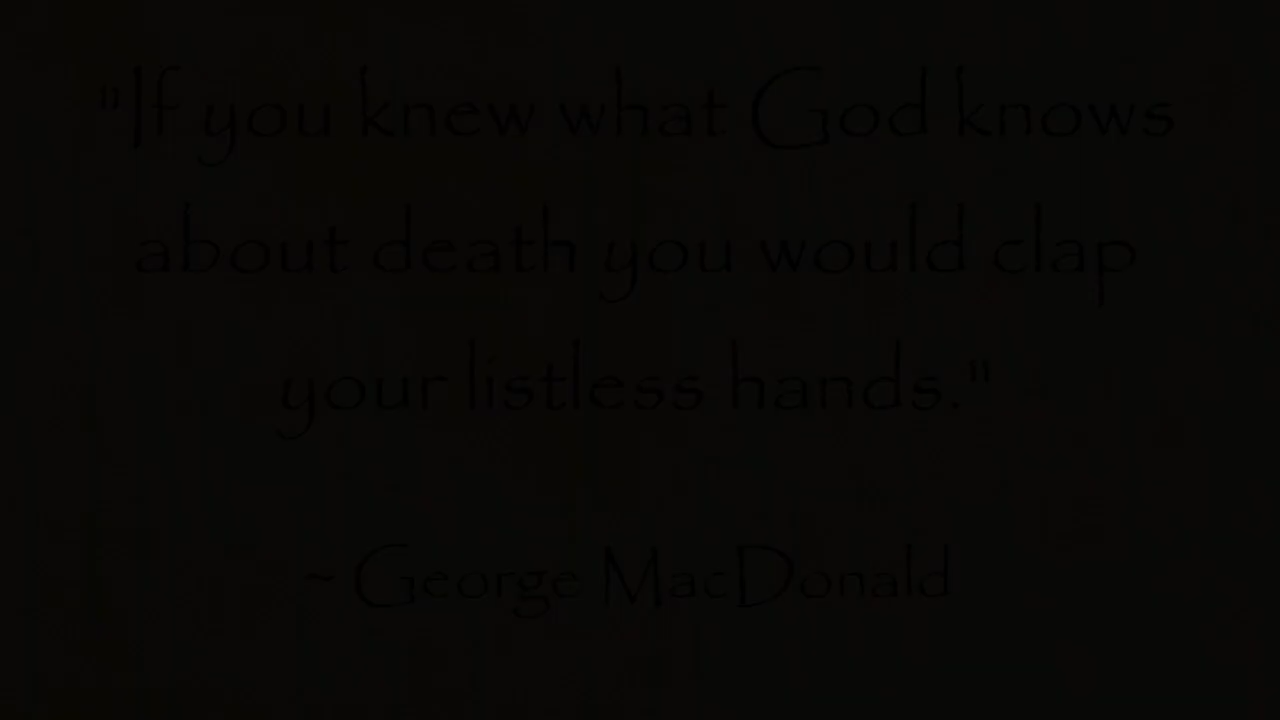 "If you knew what God knows
about death you would clap
your listless hands."
~ George MacDonald